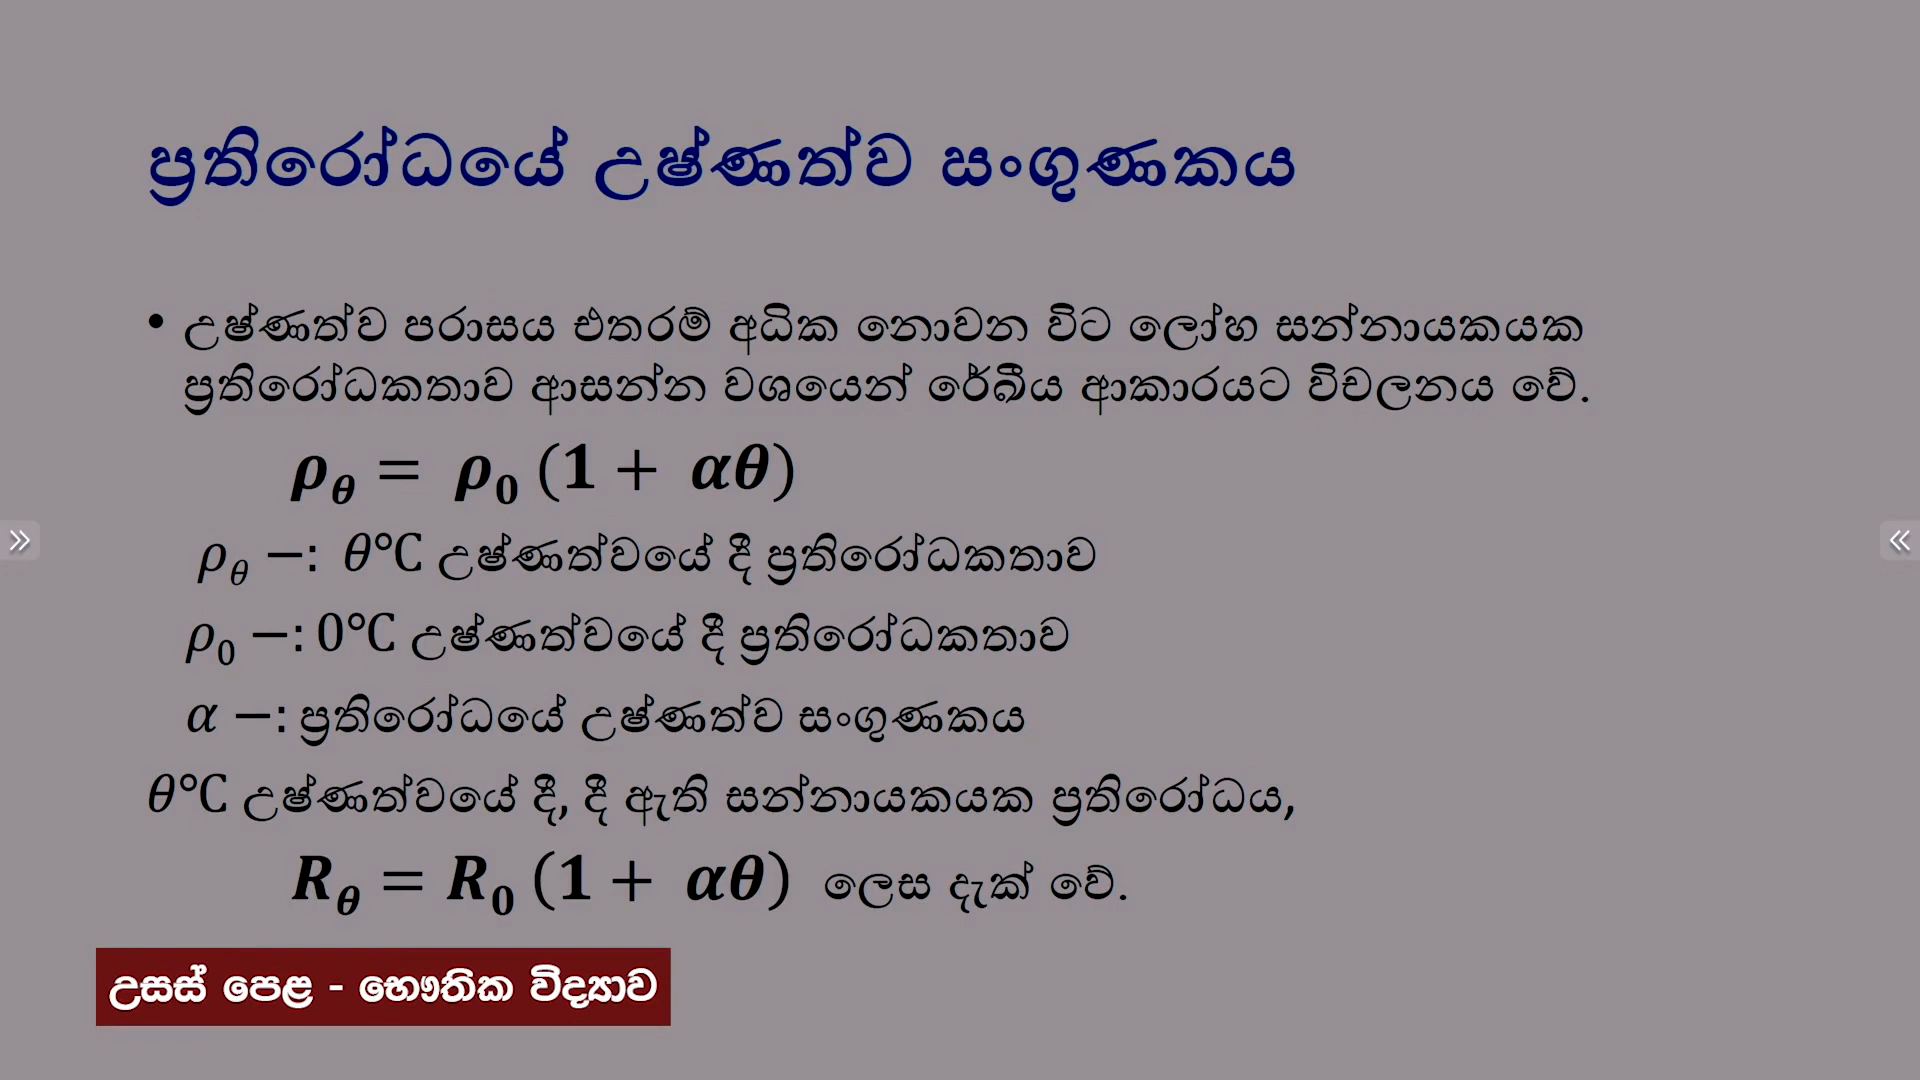 ප්‍රතිරෝධයේ උෂ්ණත්ව සංගුණකය
• උෂ්ණත්ව පරාසය එතරම් අධික නොවන විට ලෝහ සන්නායකයක
ප්‍රතිරෝධකතාව ආසන්න වශයෙන් රේඛීය ආකාරයට විචලනය වේ.
ρθ = ρ0 (1 + αθ)
ρθ −: θ°C උෂ්ණත්වයේ දී ප්‍රතිරෝධකතාව
ρ0 −: 0°C උෂ්ණත්වයේ දී ප්‍රතිරෝධකතාව
α −: ප්‍රතිරෝධයේ උෂ්ණත්ව සංගුණකය
θ°C උෂ්ණත්වයේ දී, දී ඇති සන්නායකයක ප්‍රතිරෝධය,
Rθ = R0 (1 + αθ) ලෙස දැක් වේ.
උසස් පෙළ - භෞතික විද්‍යාව